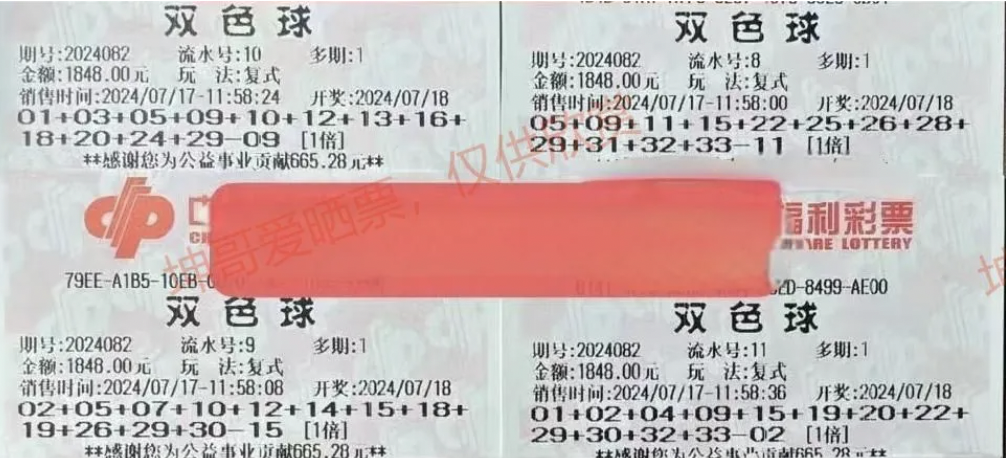 双色球
期号:2024082 流水号:10 多期:1
金额:1848.00元 玩 法:复式
销售时间:2024/07/17-11:58:24 开奖:2024/07/18
01+03+05+09+10+12+13+16+
18+20+24+29-09 [1倍]
**感谢您为公益事业贡献665.28元**
双色球
期号:2024082 流水号:8 多期:1
金额:1848.00元 玩 法:复式
销售时间:2024/07/17-11:58:00 开奖:2024/07/18
05+09+11+15+22+25+26+28+
29+31+32+33-11 [1倍]
坤哥爱晒票，仅供欣赏
福利彩票
RE LOTTERY
79EE-A1B5-10EB-
双色球
期号:2024082 流水号:9 多期:1
金额:1848.00元 玩 法:复式
销售时间:2024/07/17-11:58:08 开奖:2024/07/18
02+05+07+10+12+14+15+18+
19+26+29+30-15 [1倍]
**感谢您为公益事业贡献665.28元**
2D-8499-AE00
双色球
期号:2024082 流水号:11 多期:1
金额:1848.00元 玩 法:复式
销售时间:2024/07/17-11:58:36 开奖:2024/07/18
01+02+04+09+15+19+20+22+
29+30+32+33-02 [1倍]
**感谢您为公益事业贡献665.28元**